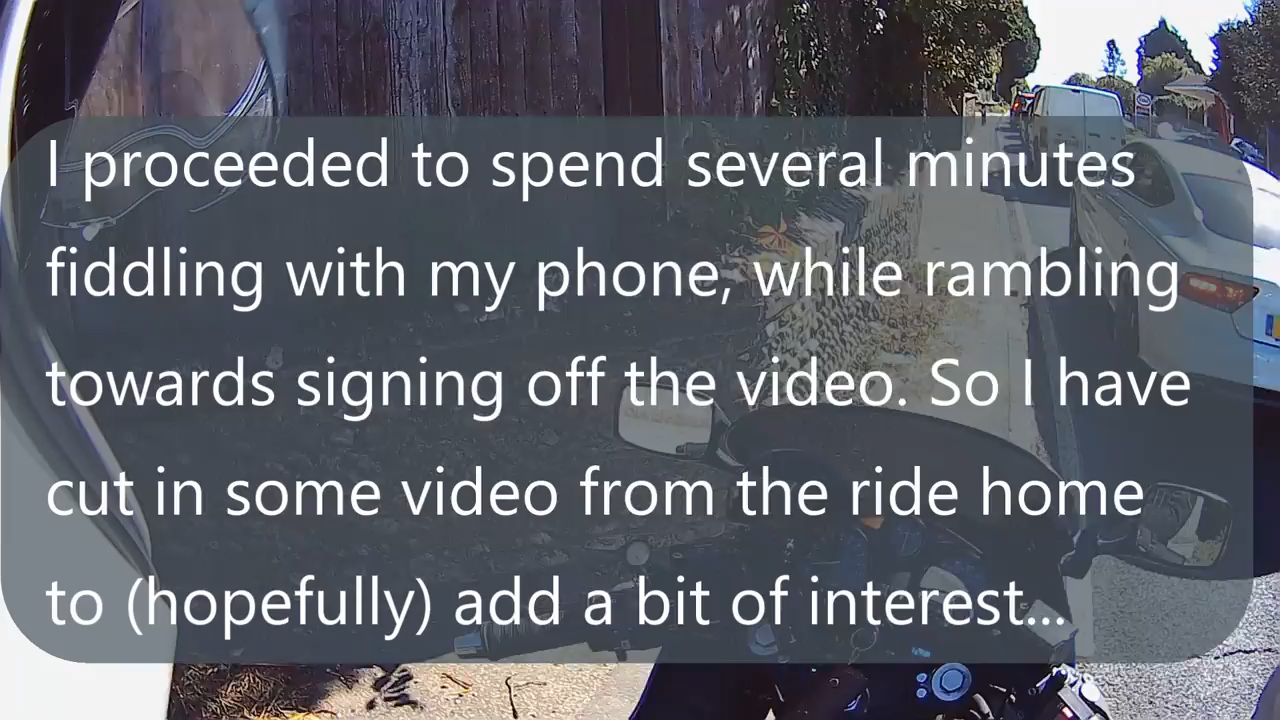 I proceeded to spend several minutes
fiddling with my phone, while rambling
towards signing off the video. So I have
cut in some video from the ride home
to (hopefully) add a bit of interest...